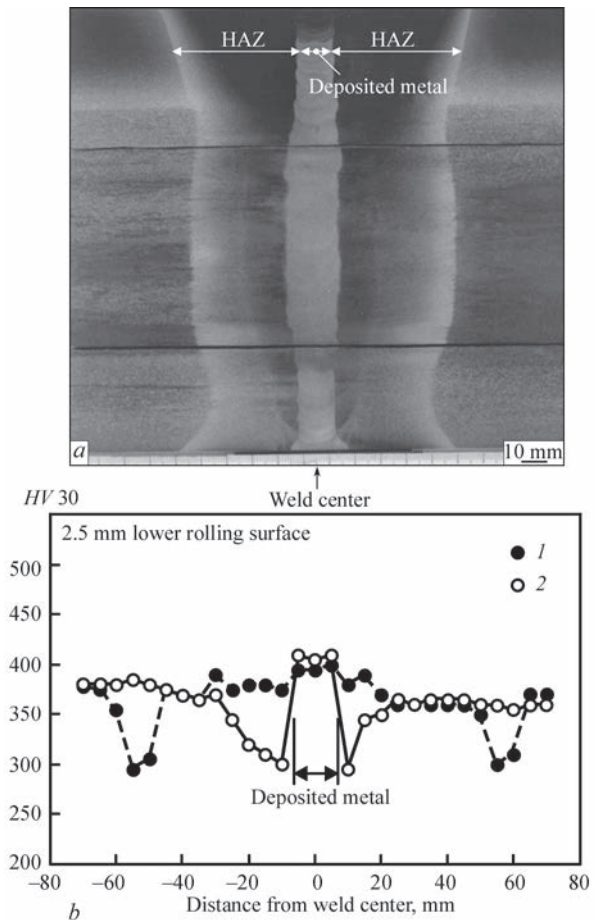 HAZ HAZ
Deposited metal
a 10 mm
Weld center
HV 30
2.5 mm lower rolling surface
1
2
500
450
400
350
300
250
200
Deposited metal
−80 −60 −40 −20 0 20 40 60 80
Distance from weld center, mm
b